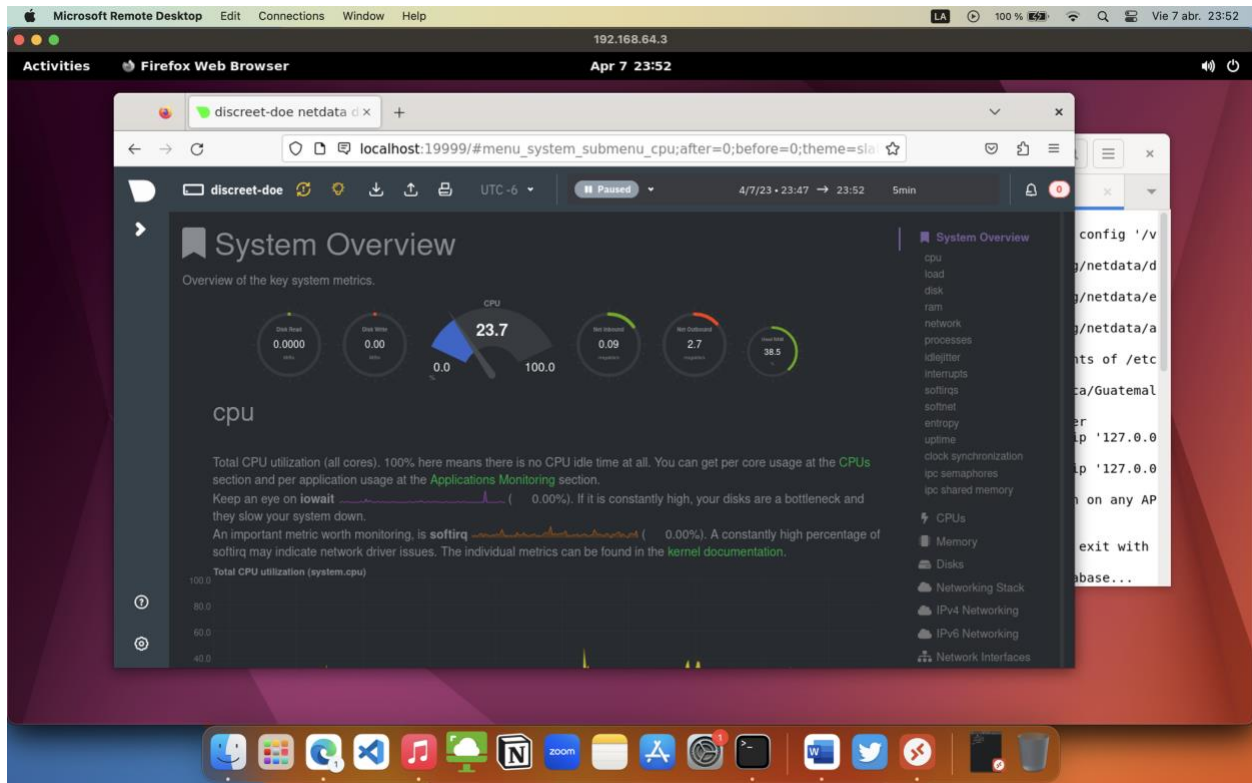 Microsoft Remote Desktop Edit Connections Window Help LA 100 % Vie 7 abr. 23:52
192.168.64.3
Activities Firefox Web Browser Apr 7 23:52
discreet-doe netdata d × +
localhost:19999/#menu_system_submenu_cpu;after=0;before=0;theme=sla
discreet-doe UTC -6 Paused 4/7/23 • 23:47 → 23:52 5min 0
System Overview
Overview of the key system metrics.
CPU
Disk Read
0.0000
Disk Write
0.00
23.7
0.0 100.0
%
Net Inbound
0.09
Net Outbound
2.7
Used RAM
38.5
%
cpu
Total CPU utilization (all cores). 100% here means there is no CPU idle time at all. You can get per core usage at the CPUs
section and per application usage at the Applications Monitoring section.
Keep an eye on iowait ( 0.00%). If it is constantly high, your disks are a bottleneck and
they slow your system down.
An important metric worth monitoring, is softirq ( 0.00%). A constantly high percentage of
softirq may indicate network driver issues. The individual metrics can be found in the kernel documentation.
Total CPU utilization (system.cpu)
100.0
80.0
60.0
40.0
System Overview
cpu
load
disk
ram
network
processes
idlejitter
interrupts
softirqs
softnet
entropy
uptime
clock synchronization
ipc semaphores
ipc shared memory
CPUs
Memory
Disks
Networking Stack
IPv4 Networking
IPv6 Networking
Network Interfaces
config '/v
g/netdata/d
g/netdata/e
g/netdata/a
nts of /etc
ca/Guatemal
er
ip '127.0.0
ip '127.0.0
n on any AP
exit with
abase...
1
zoom
1
W